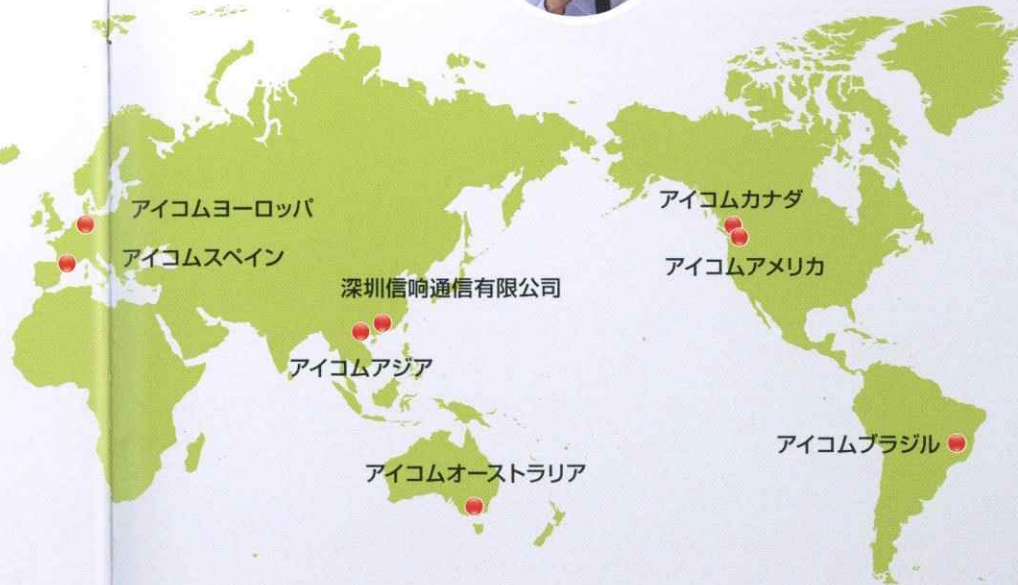 アイコムヨーロッパ
アイコムスペイン
深圳信响通信有限公司
アイコムアジア
アイコムオーストラリア
アイコムカナダ
アイコムアメリカ
アイコムブラジル